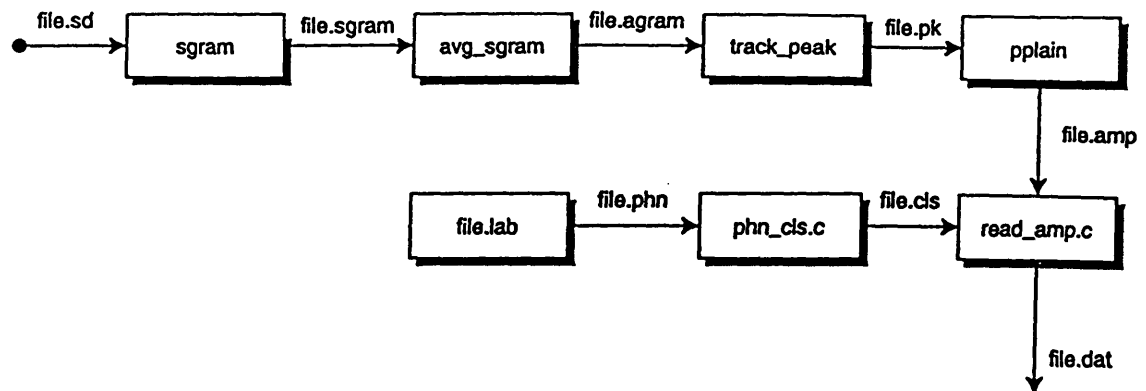 file.sd
sgram
file.sgram
avg_sgram
file.agram
track_peak
file.pk
pplain
file.amp
file.lab
file.phn
phn_cls.c
file.cls
read_amp.c
file.dat